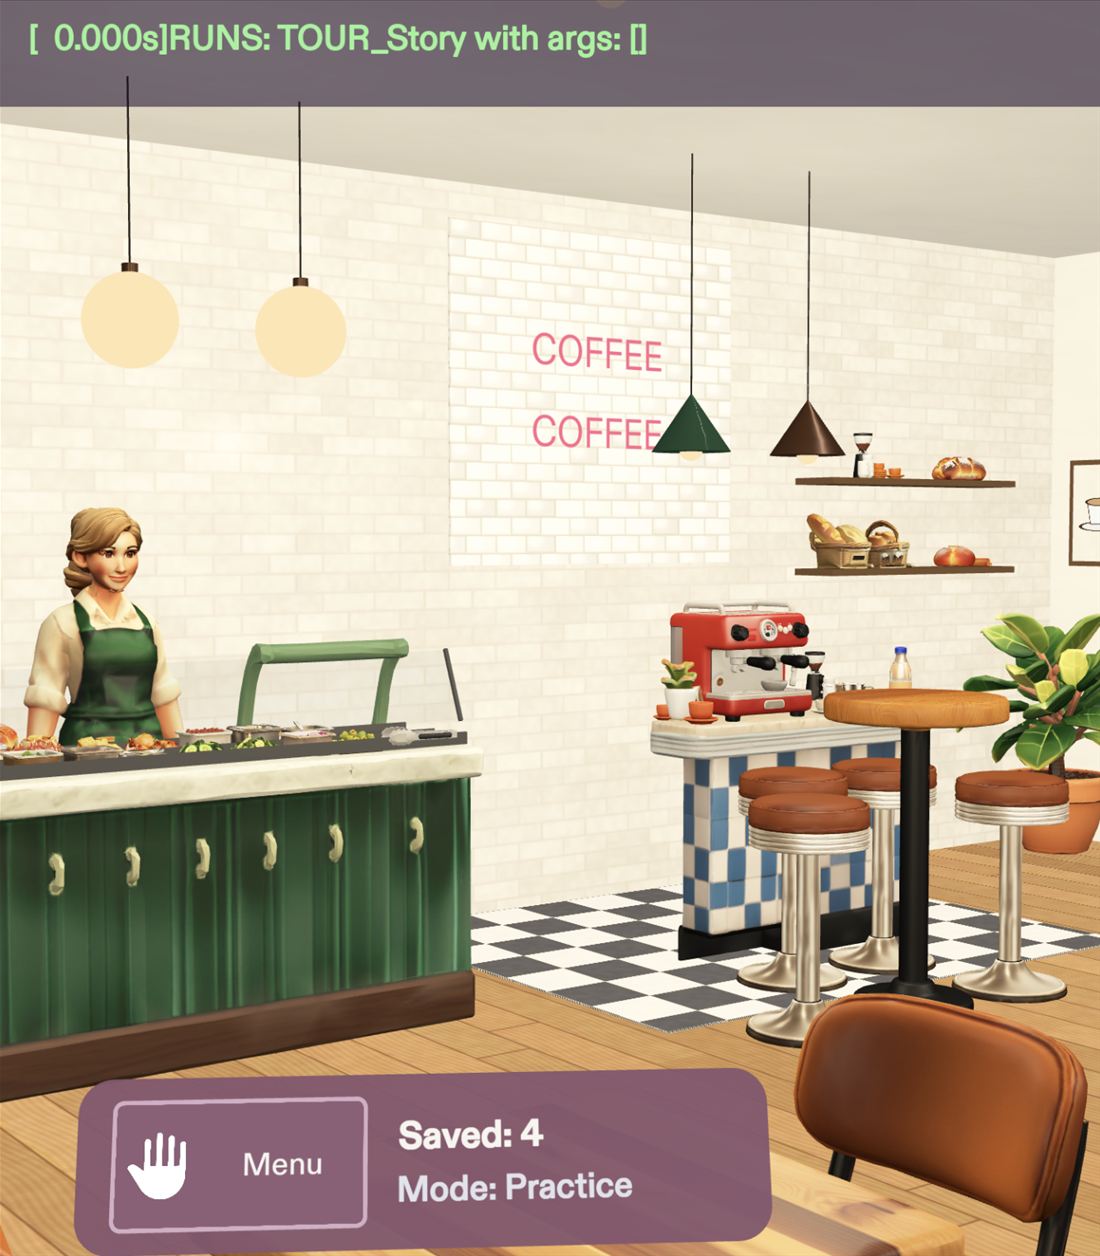 [  0.000s]RUNS: TOUR_Story with args: []
COFFEE
COFFEE
Menu
Saved: 4
Mode: Practice